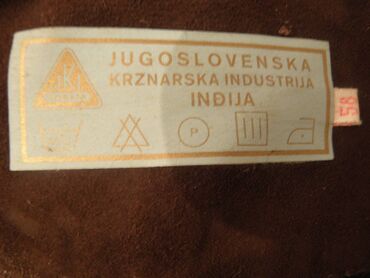 JUGOSLOVENSKA
KRZNARSKA INDUSTRIJA
INĐIJA
P
58